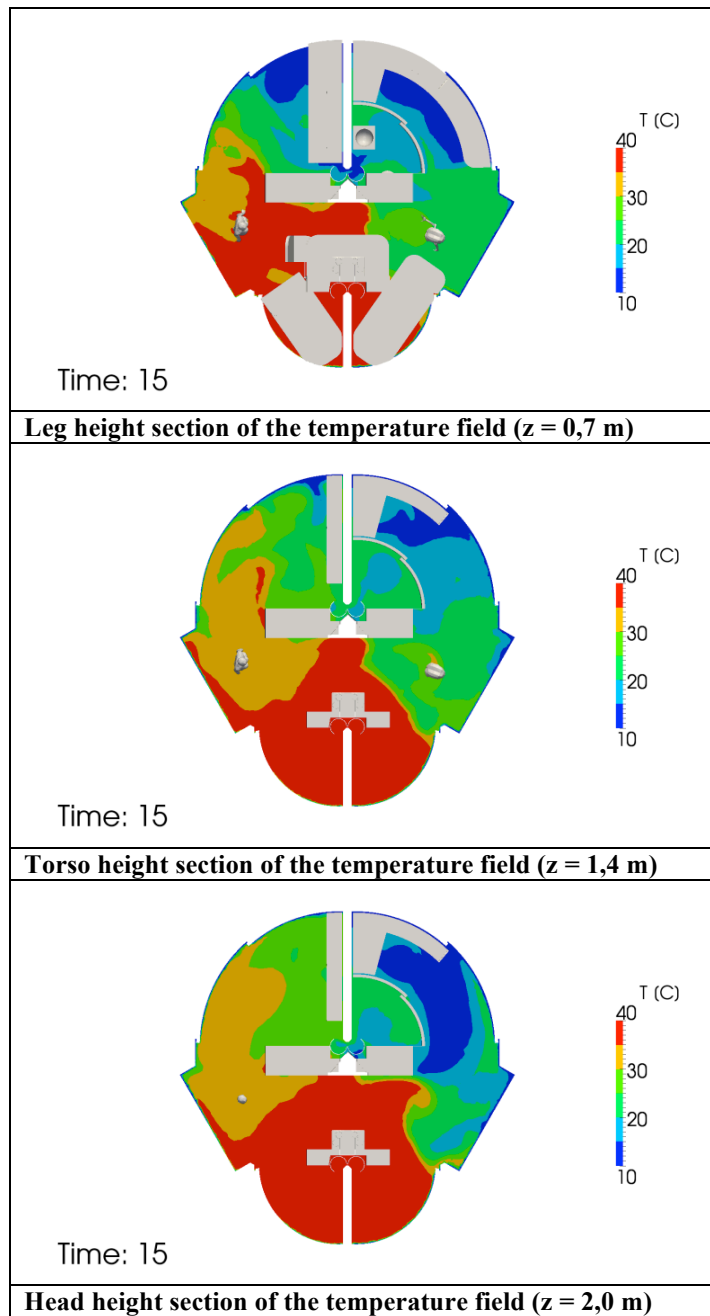 T (C)
40
30
20
10
Time: 15
Leg height section of the temperature field (z = 0,7 m)
T (C)
40
30
20
10
Time: 15
Torso height section of the temperature field (z = 1,4 m)
T (C)
40
30
20
10
Time: 15
Head height section of the temperature field (z = 2,0 m)